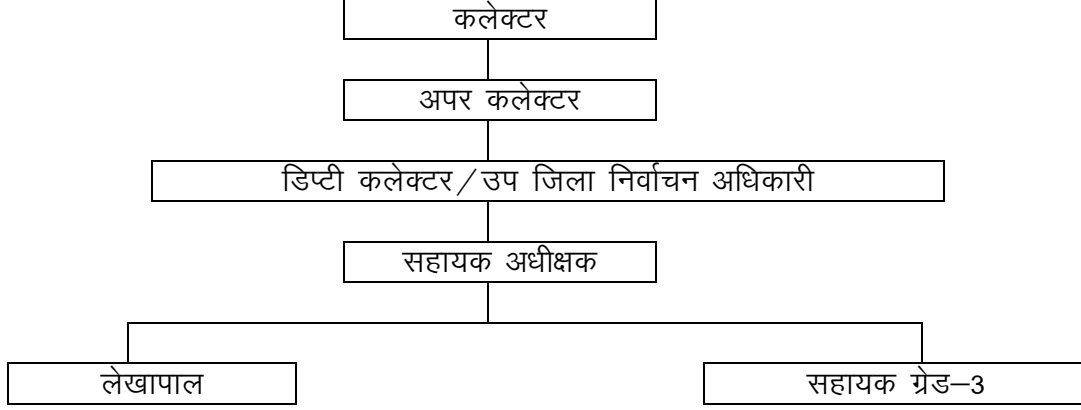 कलेक्टर
अपर कलेक्टर
डिप्टी कलेक्टर/उप जिला निर्वाचन अधिकारी
सहायक अधीक्षक
लेखापाल
सहायक ग्रेड–3